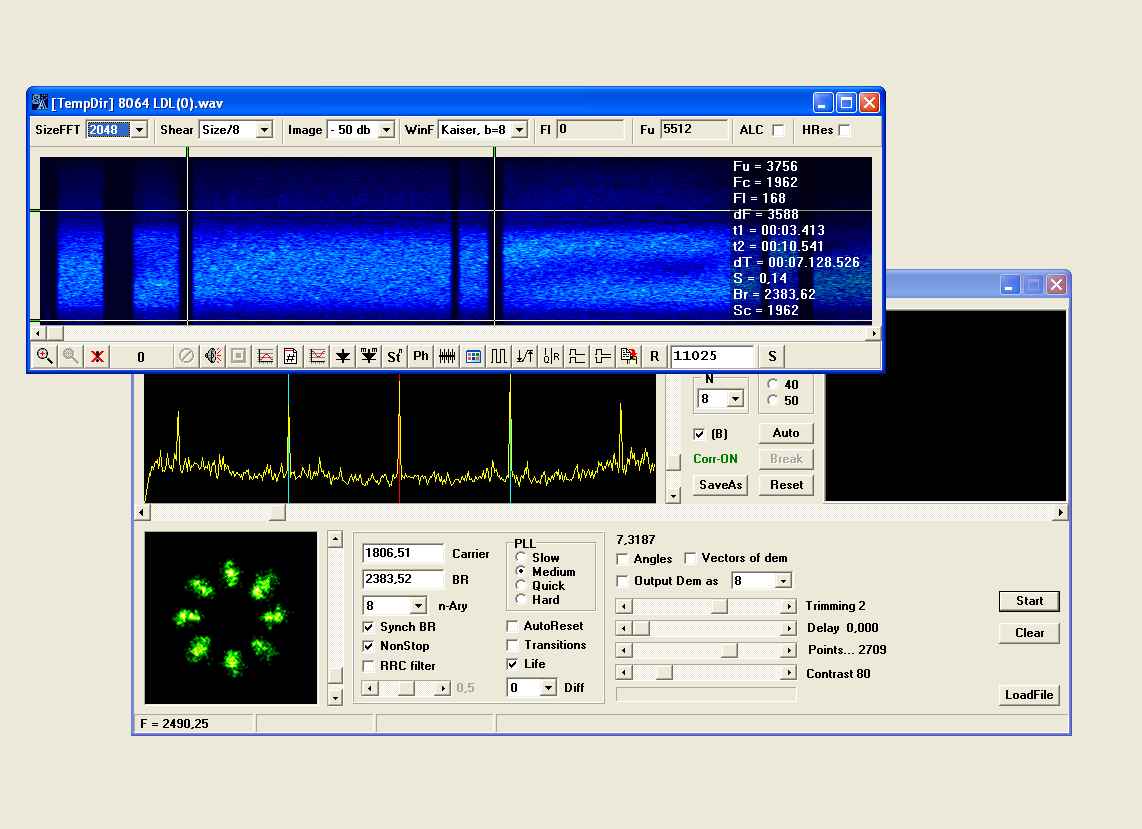 [TempDir] 8064 LDL(0).wav
SizeFFT 2048 Shear Size/8 Image - 50 db WinF Kaiser, b=8 Fl 0 Fu 5512 ALC HRes
Fu = 3756
Fc = 1962
Fl = 168
dF = 3588
t1 = 00:03.413
t2 = 00:10.541
dT = 00:07.128.526
S = 0,14
Br = 2383,62
Sc = 1962
0 Sf Ph R 11025 S
N
8
40
50
(B) Auto
Corr-ON Break
SaveAs Reset
1806,51 Carrier
2383,52 BR
8 n-Ary
Synch BR
NonStop
RRC filter
0,5
PLL
Slow
Medium
Quick
Hard
AutoReset
Transitions
Life
0 Diff
7,3187
Angles Vectors of dem
Output Dem as 8
Trimming 2
Delay 0,000
Points... 2709
Contrast 80
Start
Clear
LoadFile
F = 2490,25